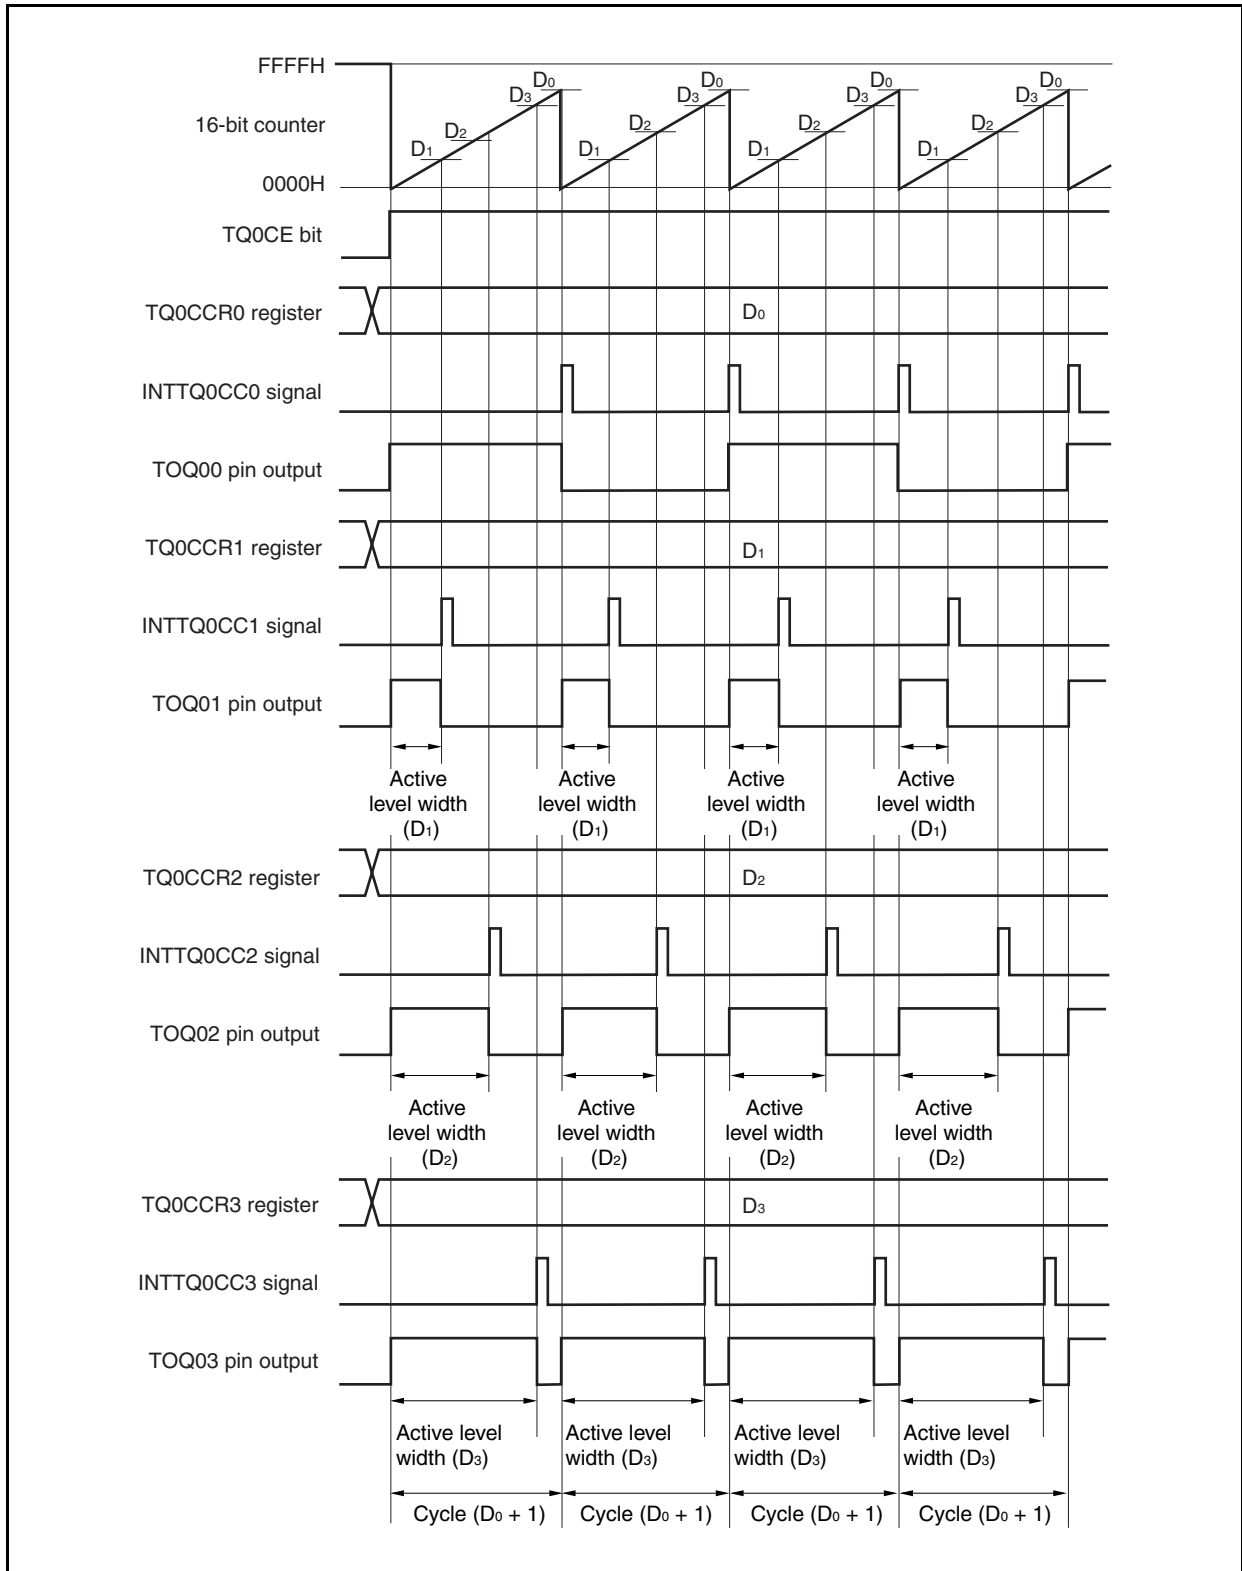 FFFFH
D0 D0 D0 D0
D3 D3 D3 D3
16-bit counter
D2 D2 D2 D2
D1 D1 D1 D1
0000H
TQ0CE bit
TQ0CCR0 register
D0
INTTQ0CC0 signal
TOQ00 pin output
TQ0CCR1 register
D1
INTTQ0CC1 signal
TOQ01 pin output
Active Active Active Active
level width level width level width level width
(D1) (D1) (D1) (D1)
TQ0CCR2 register
D2
INTTQ0CC2 signal
TOQ02 pin output
Active Active Active Active
level width level width level width level width
(D2) (D2) (D2) (D2)
TQ0CCR3 register
D3
INTTQ0CC3 signal
TOQ03 pin output
Active level Active level Active level Active level
width (D3) width (D3) width (D3) width (D3)
Cycle (D0 + 1) Cycle (D0 + 1) Cycle (D0 + 1) Cycle (D0 + 1)